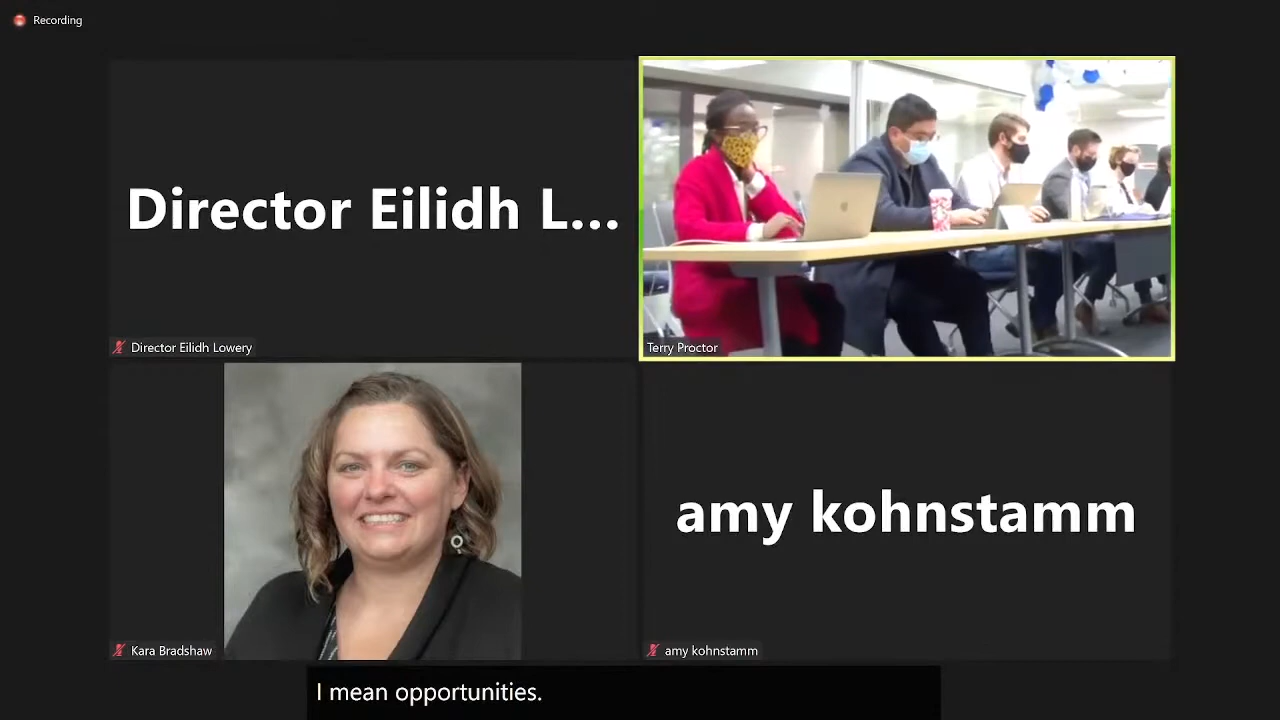 Recording
Director Eilidh L...
Director Eilidh Lowery
Terry Proctor
Kara Bradshaw
amy kohnstamm
amy kohnstamm
I mean opportunities.